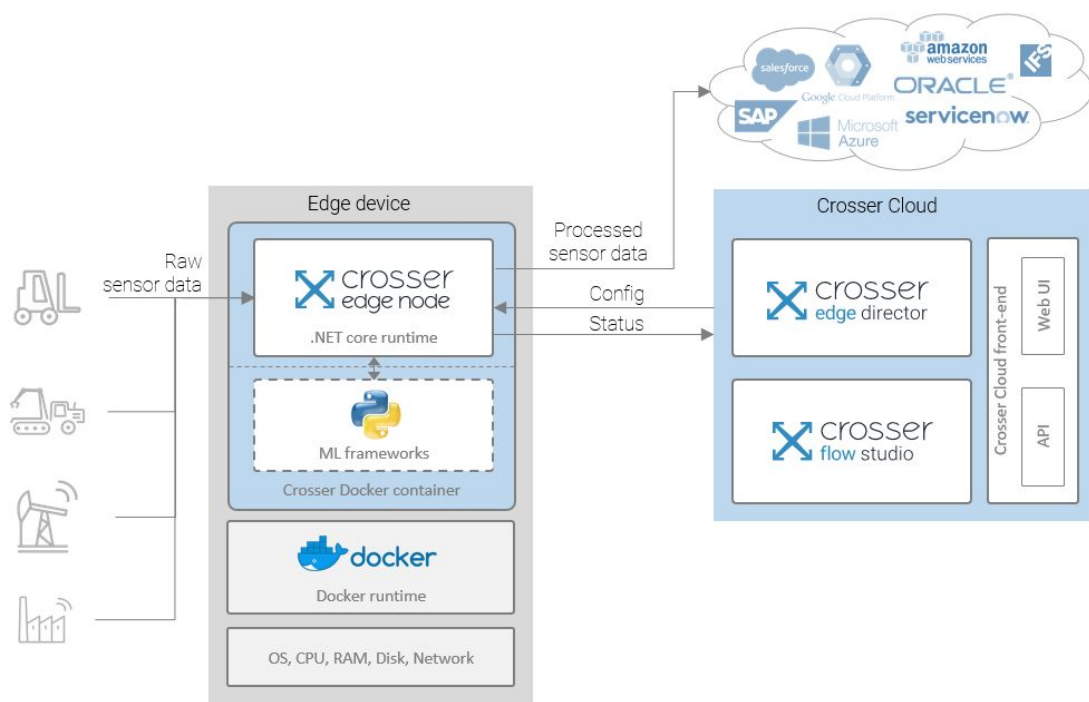 salesforce
Google Cloud Platform
amazon
web services
IFS
ORACLE®
SAP
Microsoft
Azure
servicenow
Edge device
Crosser Cloud
Raw
sensor data
crosser
edge node
.NET core runtime
Processed
sensor data
Config
Status
crosser
edge director
Crosser Cloud front-end
Web UI
API
ML frameworks
Crosser Docker container
crosser
flow studio
docker
Docker runtime
OS, CPU, RAM, Disk, Network